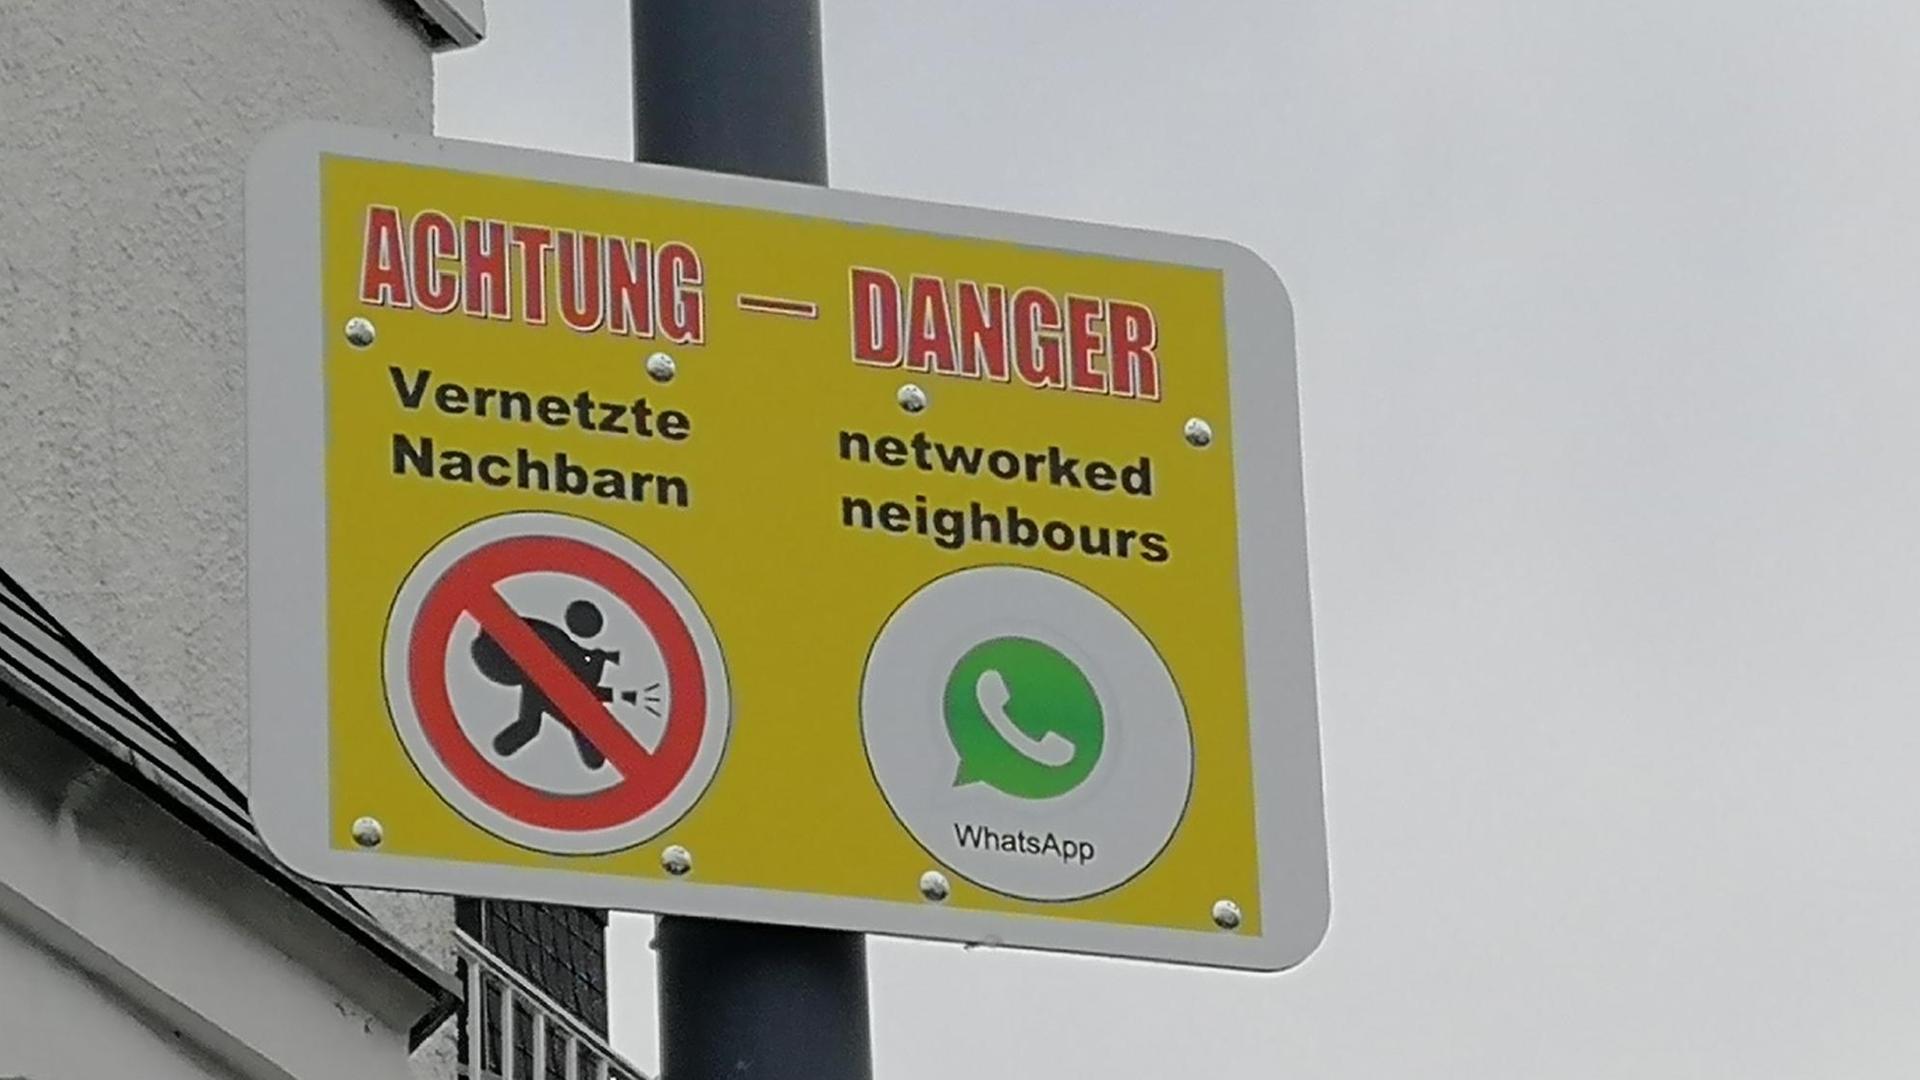 ACHTUNG — DANGER
Vernetzte
Nachbarn
networked
neighbours
WhatsApp